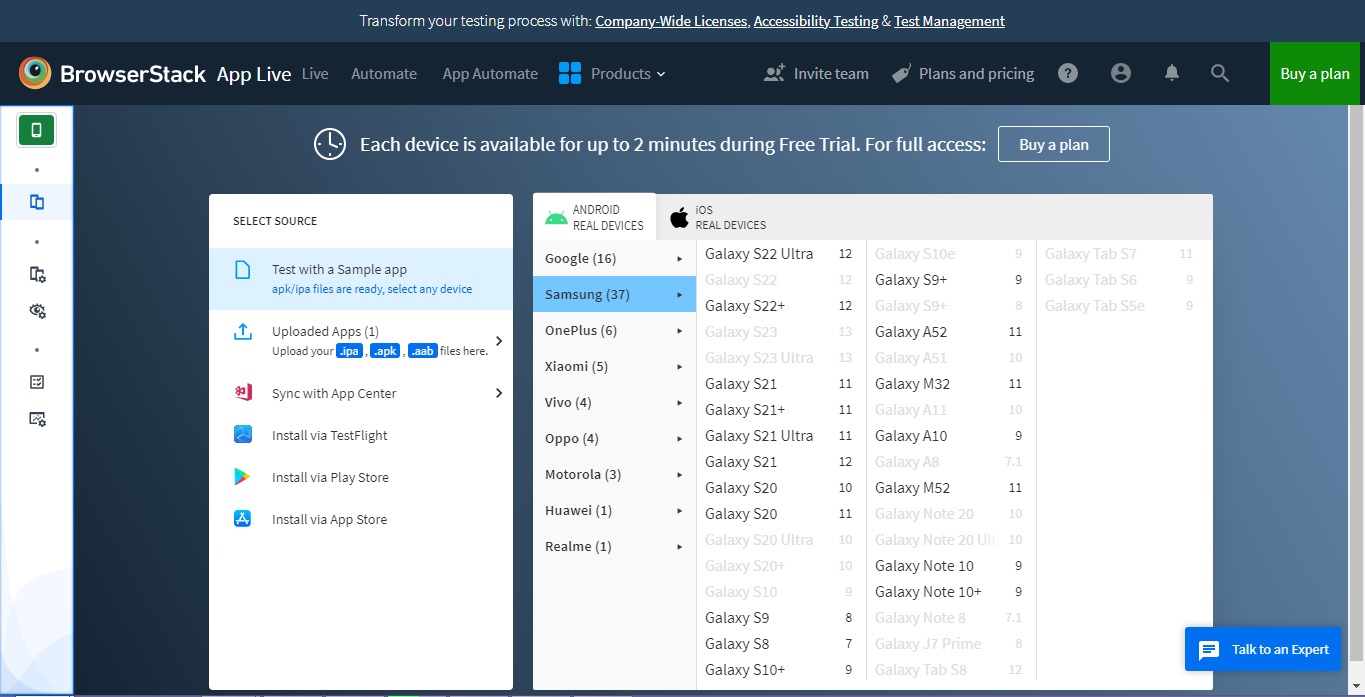 Transform your testing process with: Company-Wide Licenses, Accessibility Testing & Test Management
BrowserStack App Live Live Automate App Automate Products Invite team Plans and pricing ? Buy a plan
Each device is available for up to 2 minutes during Free Trial. For full access: Buy a plan
SELECT SOURCE
Test with a Sample app
apk/ipa files are ready, select any device
Uploaded Apps (1)
Upload your .ipa , .apk , .aab files here.
Sync with App Center
Install via TestFlight
Install via Play Store
Install via App Store
ANDROID
REAL DEVICES
iOS
REAL DEVICES
Google (16)
Samsung (37)
OnePlus (6)
Xiaomi (5)
Vivo (4)
Oppo (4)
Motorola (3)
Huawei (1)
Realme (1)
Galaxy S22 Ultra 12
Galaxy S22 12
Galaxy S22+ 12
Galaxy S23 13
Galaxy S23 Ultra 13
Galaxy S21 11
Galaxy S21+ 11
Galaxy S21 Ultra 11
Galaxy S21 12
Galaxy S20 10
Galaxy S20 11
Galaxy S20 Ultra 10
Galaxy S20+ 10
Galaxy S10 9
Galaxy S9 8
Galaxy S8 7
Galaxy S10+ 9
Galaxy S10e 9
Galaxy S9+ 9
Galaxy S9+ 8
Galaxy A52 11
Galaxy A51 10
Galaxy M32 11
Galaxy A11 10
Galaxy A10 9
Galaxy A8 7.1
Galaxy M52 11
Galaxy Note 20 10
Galaxy Note 20 Ult 10
Galaxy Note 10 9
Galaxy Note 10+ 9
Galaxy Note 8 7.1
Galaxy J7 Prime 8
Galaxy Tab S8 12
Galaxy Tab S7 11
Galaxy Tab S6 9
Galaxy Tab S5e 9
Talk to an Expert